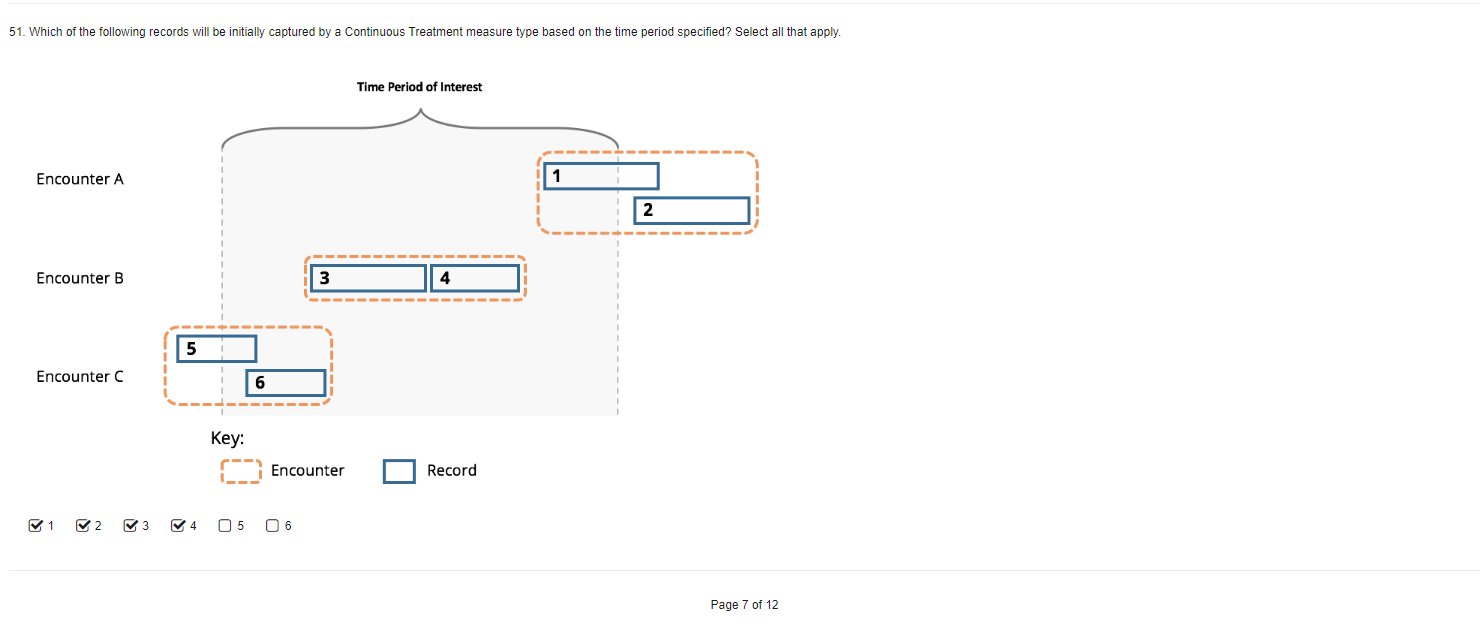 51. Which of the following records will be initially captured by a Continuous Treatment measure type based on the time period specified? Select all that apply.
Time Period of Interest
Encounter A
1
2
Encounter B
3 4
5
Encounter C
6
Key:
Encounter Record
1 2 3 4 5 6
Page 7 of 12